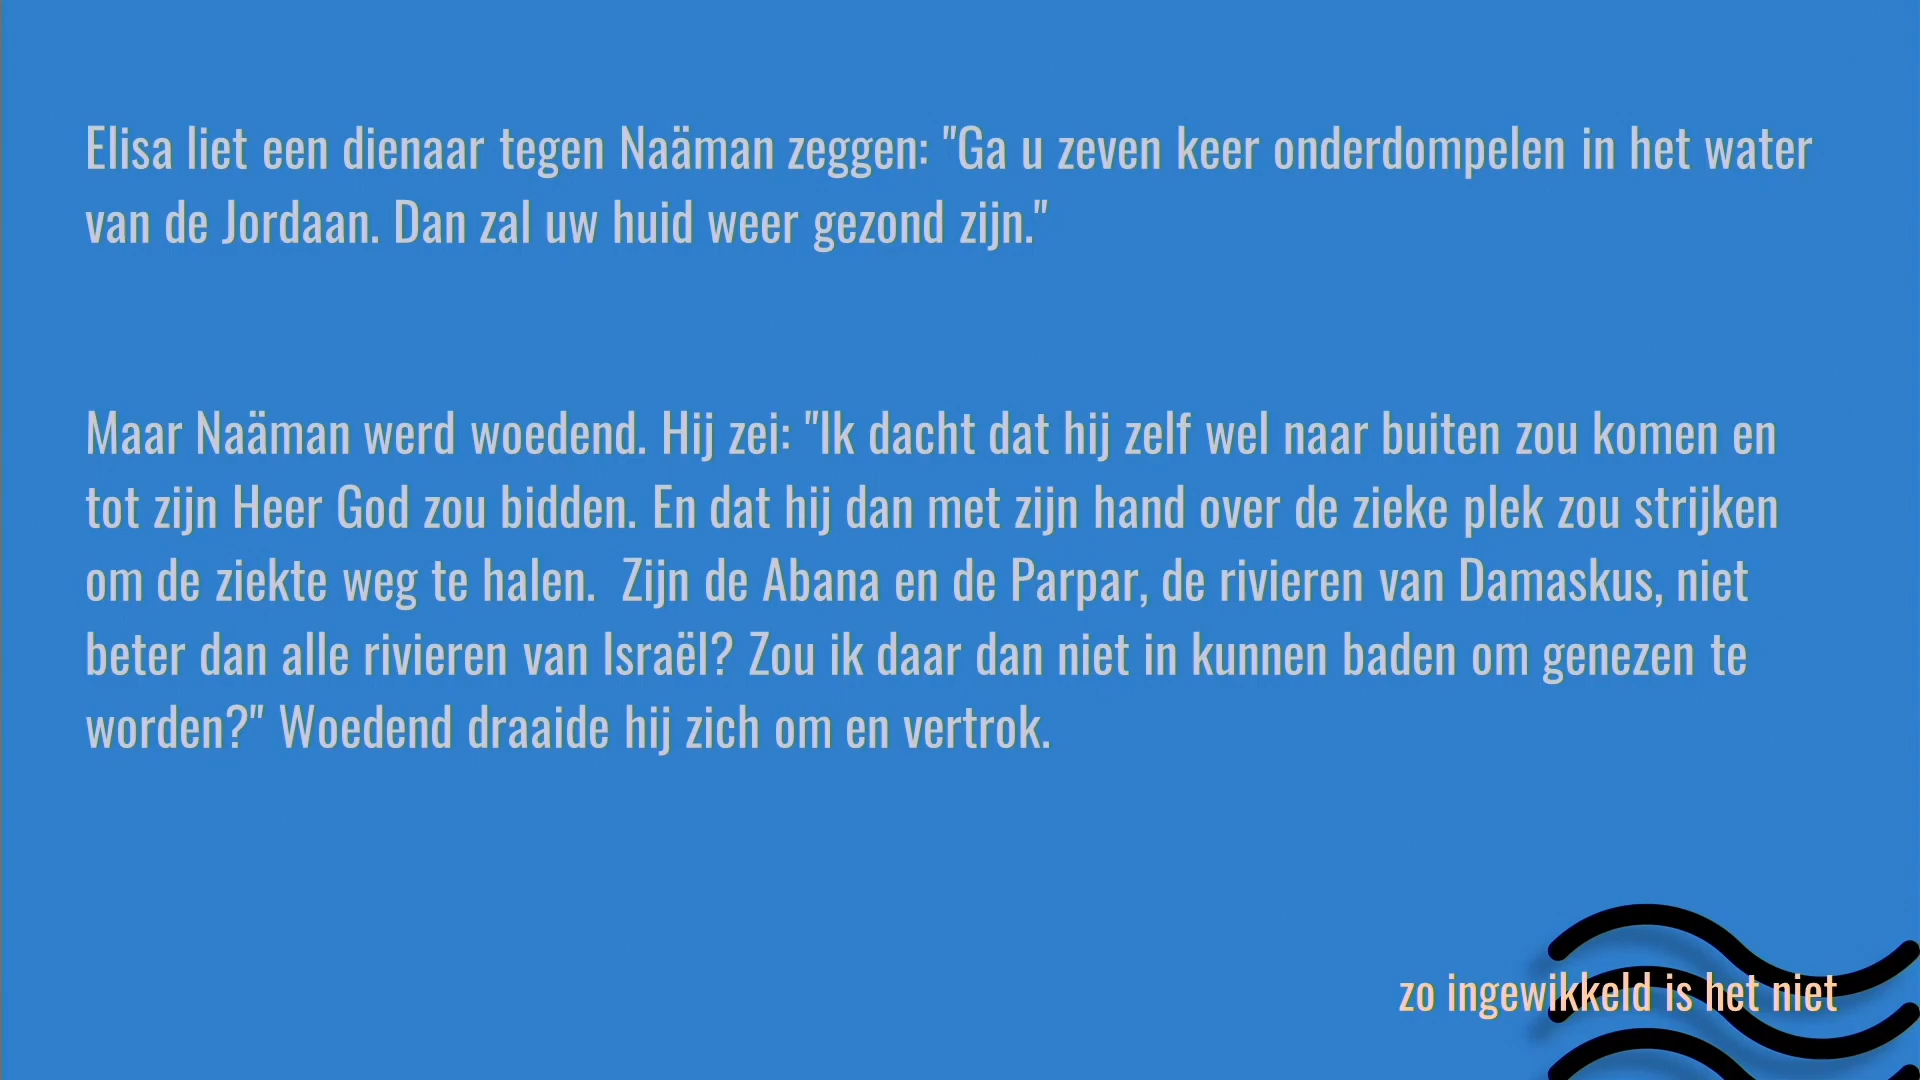 Elisa liet een dienaar tegen Naäman zeggen: "Ga u zeven keer onderdompelen in het water
van de Jordaan. Dan zal uw huid weer gezond zijn."
Maar Naäman werd woedend. Hij zei: "Ik dacht dat hij zelf wel naar buiten zou komen en
tot zijn Heer God zou bidden. En dat hij dan met zijn hand over de zieke plek zou strijken
om de ziekte weg te halen.  Zijn de Abana en de Parpar, de rivieren van Damaskus, niet
beter dan alle rivieren van Israël? Zou ik daar dan niet in kunnen baden om genezen te
worden?" Woedend draaide hij zich om en vertrok.
zo ingewikkeld is het niet